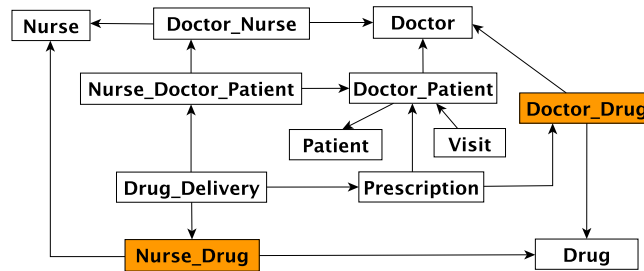 Nurse
Doctor_Nurse
Doctor
Nurse_Doctor_Patient
Doctor_Patient
Doctor_Drug
Patient
Visit
Drug_Delivery
Prescription
Nurse_Drug
Drug